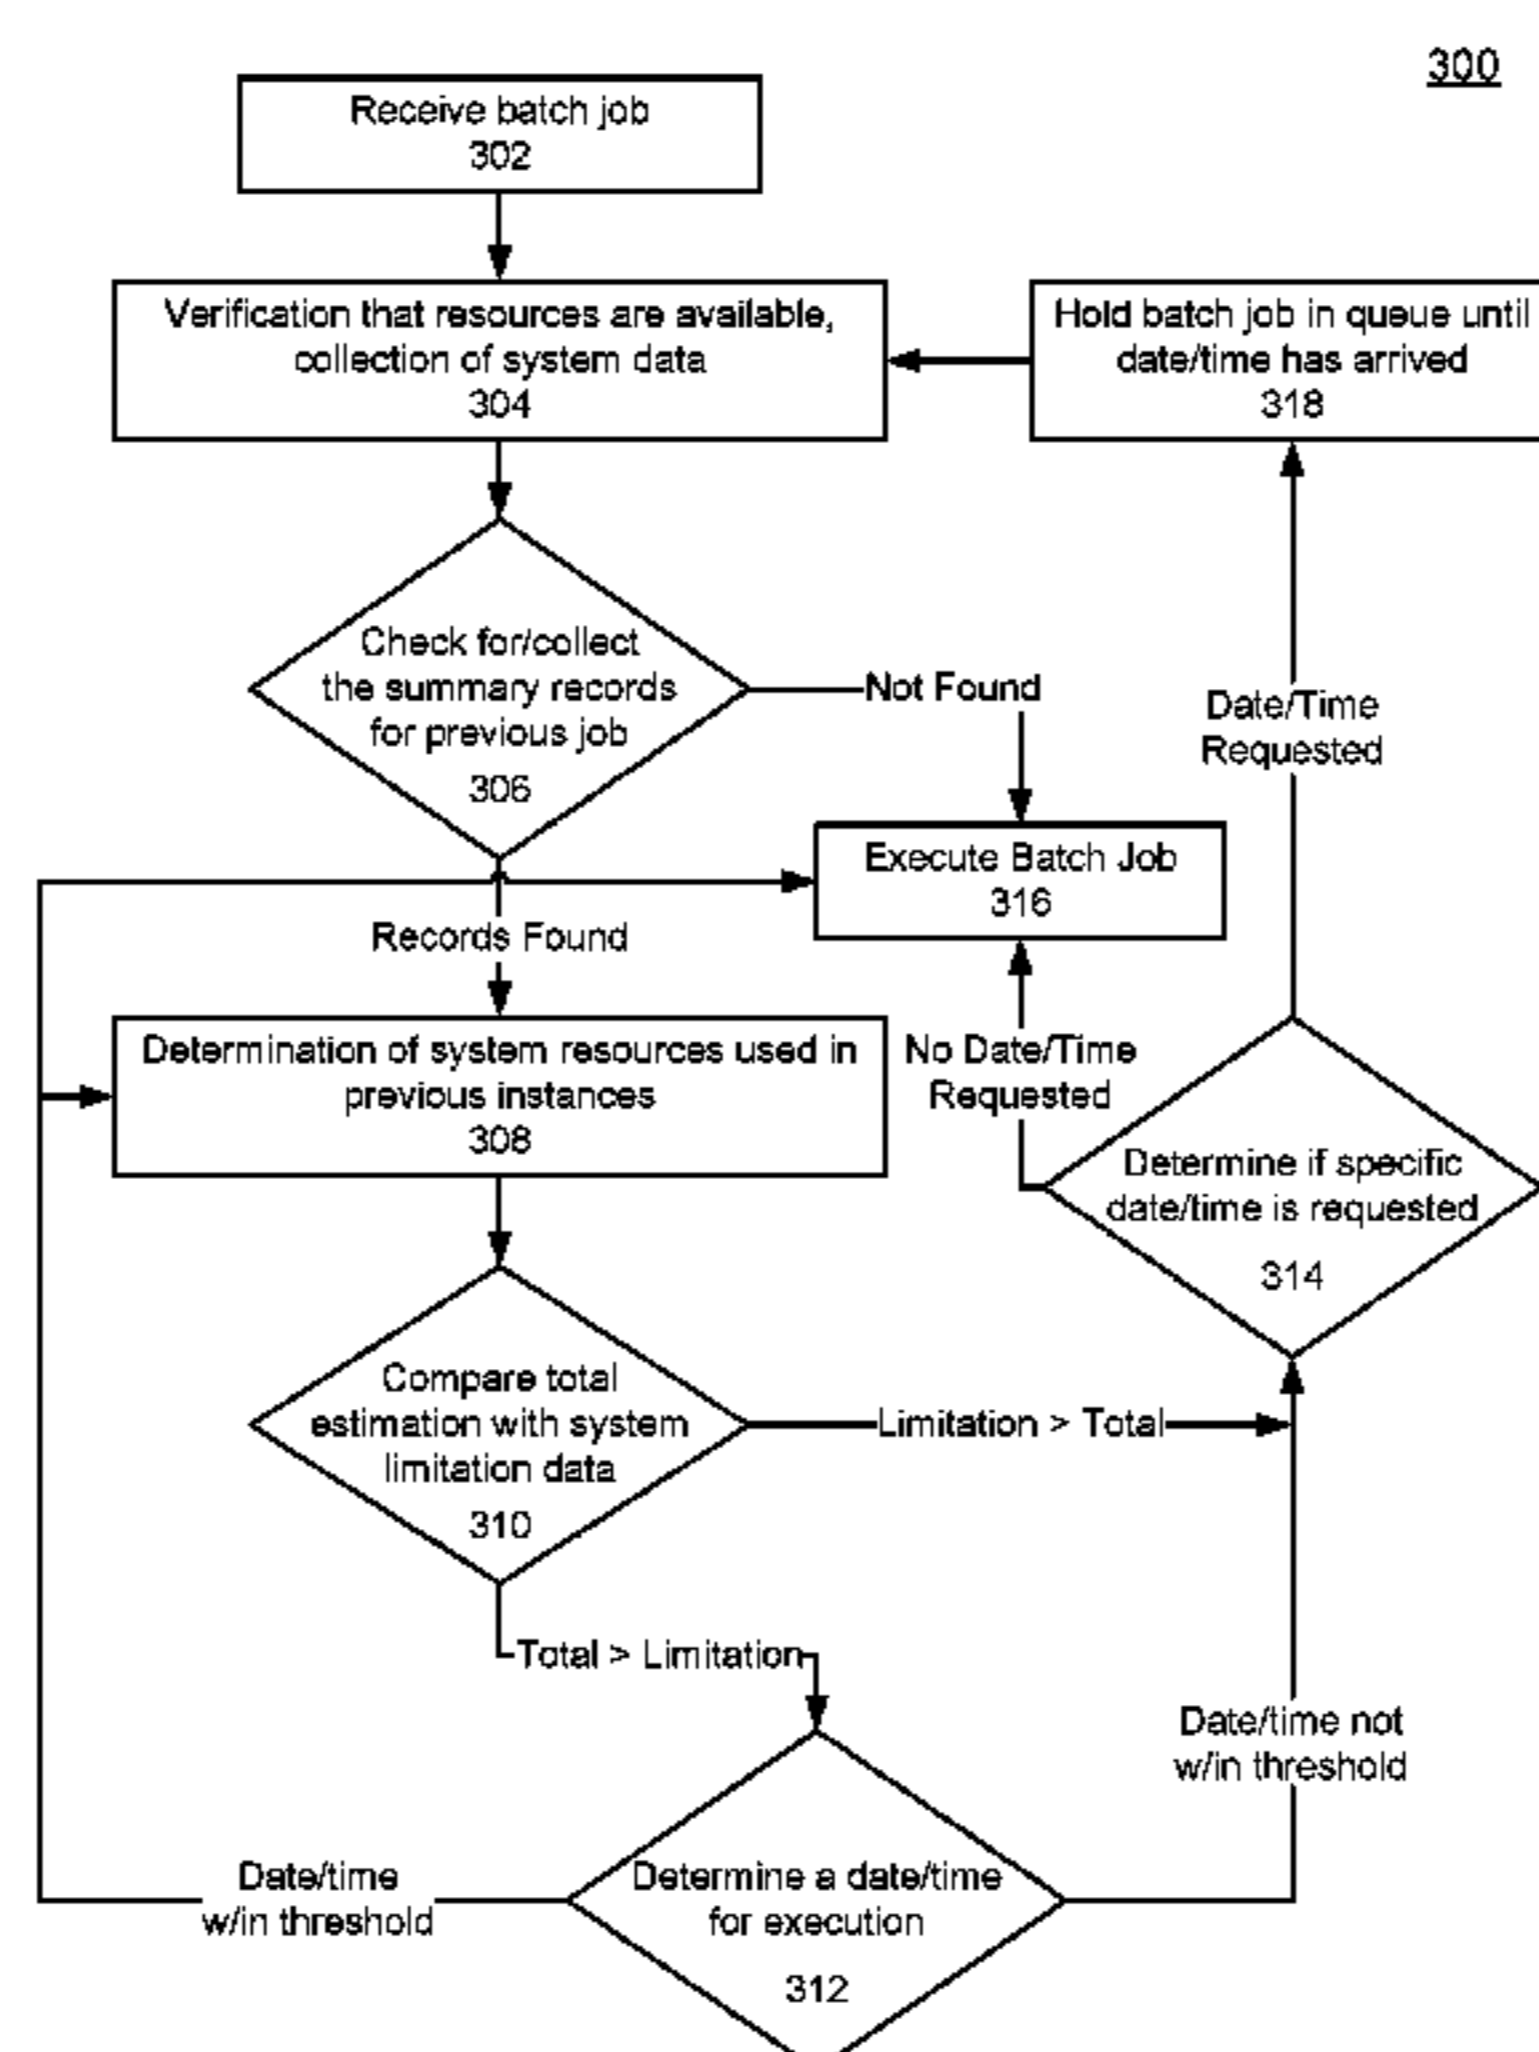 300
Receive batch job
302
Verification that resources are available,
collection of system data
304
Hold batch job in queue until
date/time has arrived
318
Check for/collect
the summary records
for previous job
306
Not Found
Date/Time
Requested
Execute Batch Job
316
Records Found
Determination of system resources used in
previous instances
308
No Date/Time
Requested
Determine if specific
date/time is requested
314
Compare total
estimation with system
limitation data
310
Limitation > Total
Total > Limitation
Date/time not
w/in threshold
Date/time
w/in threshold
Determine a date/time
for execution
312